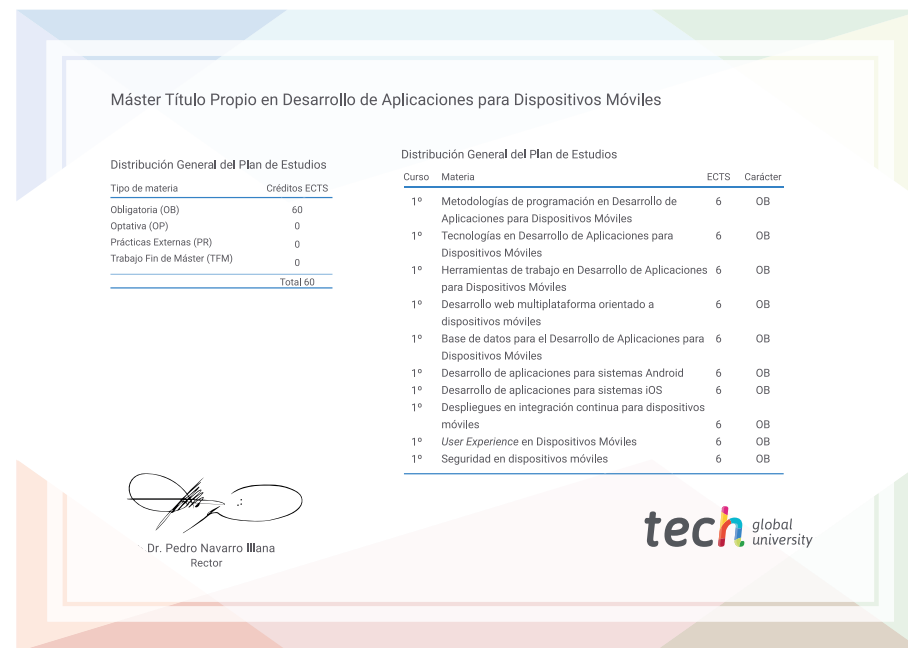 Máster Título Propio en Desarrollo de Aplicaciones para Dispositivos Móviles
Distribución General del Plan de Estudios
Tipo de materia Créditos ECTS
Obligatoria (OB) 60
Optativa (OP) 0
Prácticas Externas (PR) 0
Trabajo Fin de Máster (TFM) 0
Total 60
Distribución General del Plan de Estudios
Curso Materia ECTS Carácter
1º Metodologías de programación en Desarrollo de 6 OB
Aplicaciones para Dispositivos Móviles
1º Tecnologías en Desarrollo de Aplicaciones para 6 OB
Dispositivos Móviles
1º Herramientas de trabajo en Desarrollo de Aplicaciones 6 OB
para Dispositivos Móviles
1º Desarrollo web multiplataforma orientado a 6 OB
dispositivos móviles
1º Base de datos para el Desarrollo de Aplicaciones para 6 OB
Dispositivos Móviles
1º Desarrollo de aplicaciones para sistemas Android 6 OB
1º Desarrollo de aplicaciones para sistemas iOS 6 OB
1º Despliegues en integración continua para dispositivos
móviles 6 OB
1º User Experience en Dispositivos Móviles 6 OB
1º Seguridad en dispositivos móviles 6 OB
Dr. Pedro Navarro Illana
Rector
tech global
university